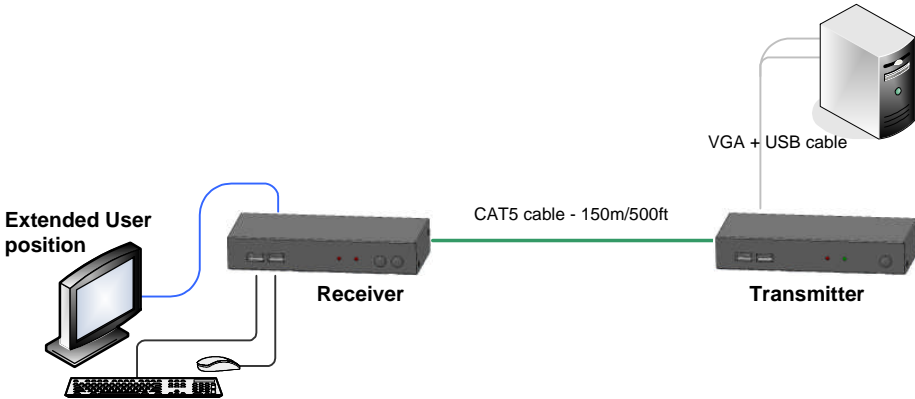 VGA + USB cable
CAT5 cable - 150m/500ft
Extended User
position
Receiver
Transmitter